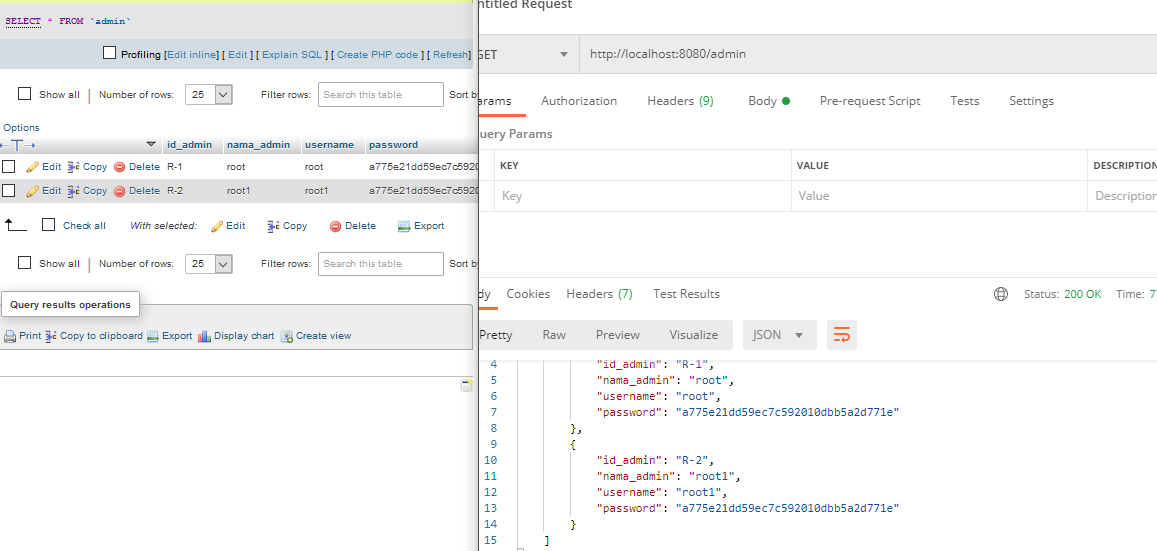 SELECT * FROM `admin`
Profiling [Edit inline] [ Edit ] [ Explain SQL ] [ Create PHP code ] [ Refresh]
Show all | Number of rows: 25 Filter rows: Search this table Sort by
Options
id_admin nama_admin username password
Edit Copy Delete R-1 root root a775e21dd59ec7c5920
Edit Copy Delete R-2 root1 root1 a775e21dd59ec7c5920
Check all With selected: Edit Copy Delete Export
Show all | Number of rows: 25 Filter rows: Search this table Sort by
Query results operations
Print Copy to clipboard Export Display chart Create view
ntitled Request
GET http://localhost:8080/admin
arams Authorization Headers (9) Body Pre-request Script Tests Settings
uery Params
KEY VALUE DESCRIPTION
Key Value Description
dy Cookies Headers (7) Test Results Status: 200 OK Time: 7
Pretty Raw Preview Visualize JSON
4 "id_admin": "R-1",
5 "nama_admin": "root",
6 "username": "root",
7 "password": "a775e21dd59ec7c592010dbb5a2d771e"
8 },
9 {
10 "id_admin": "R-2",
11 "nama_admin": "root1",
12 "username": "root1",
13 "password": "a775e21dd59ec7c592010dbb5a2d771e"
14 }
15 ]